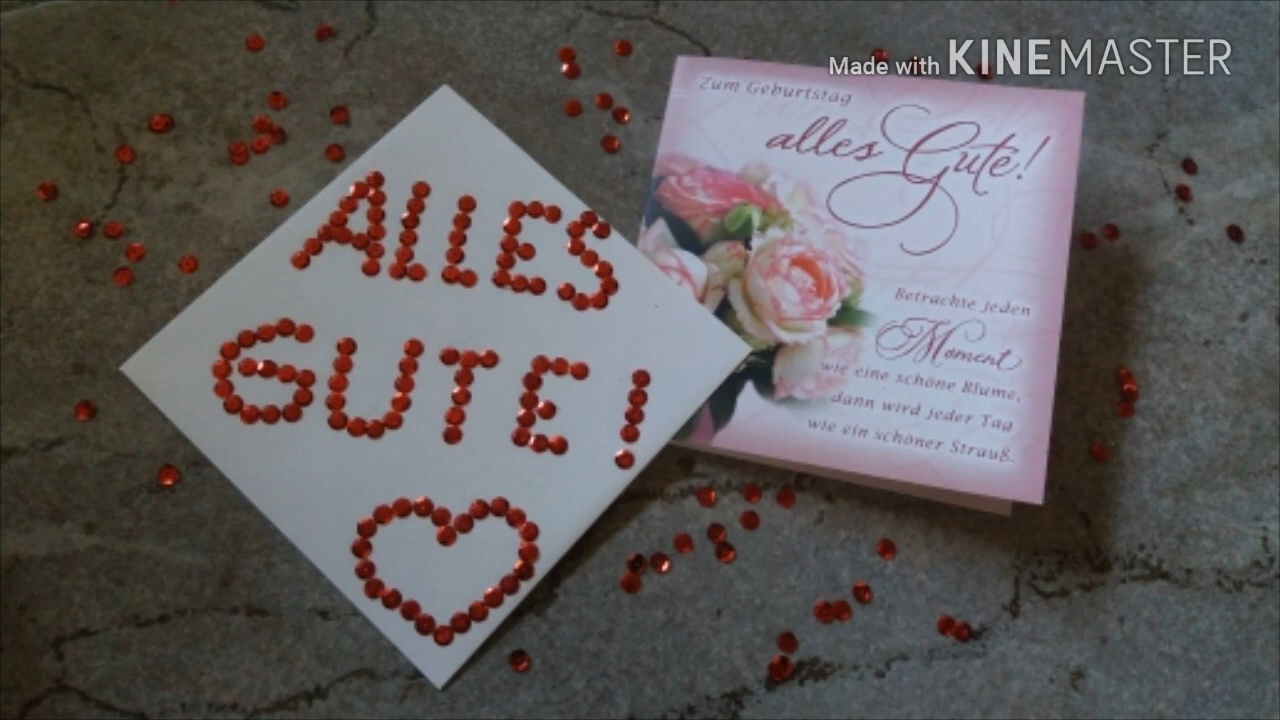 Made with KINEMASTER
ALLES
GUTE!
Zum Geburtstag
alles Gute!
Betrachte jeden
Moment
wie eine schöne Blume,
dann wird jeder Tag
wie ein schöner Strauß.